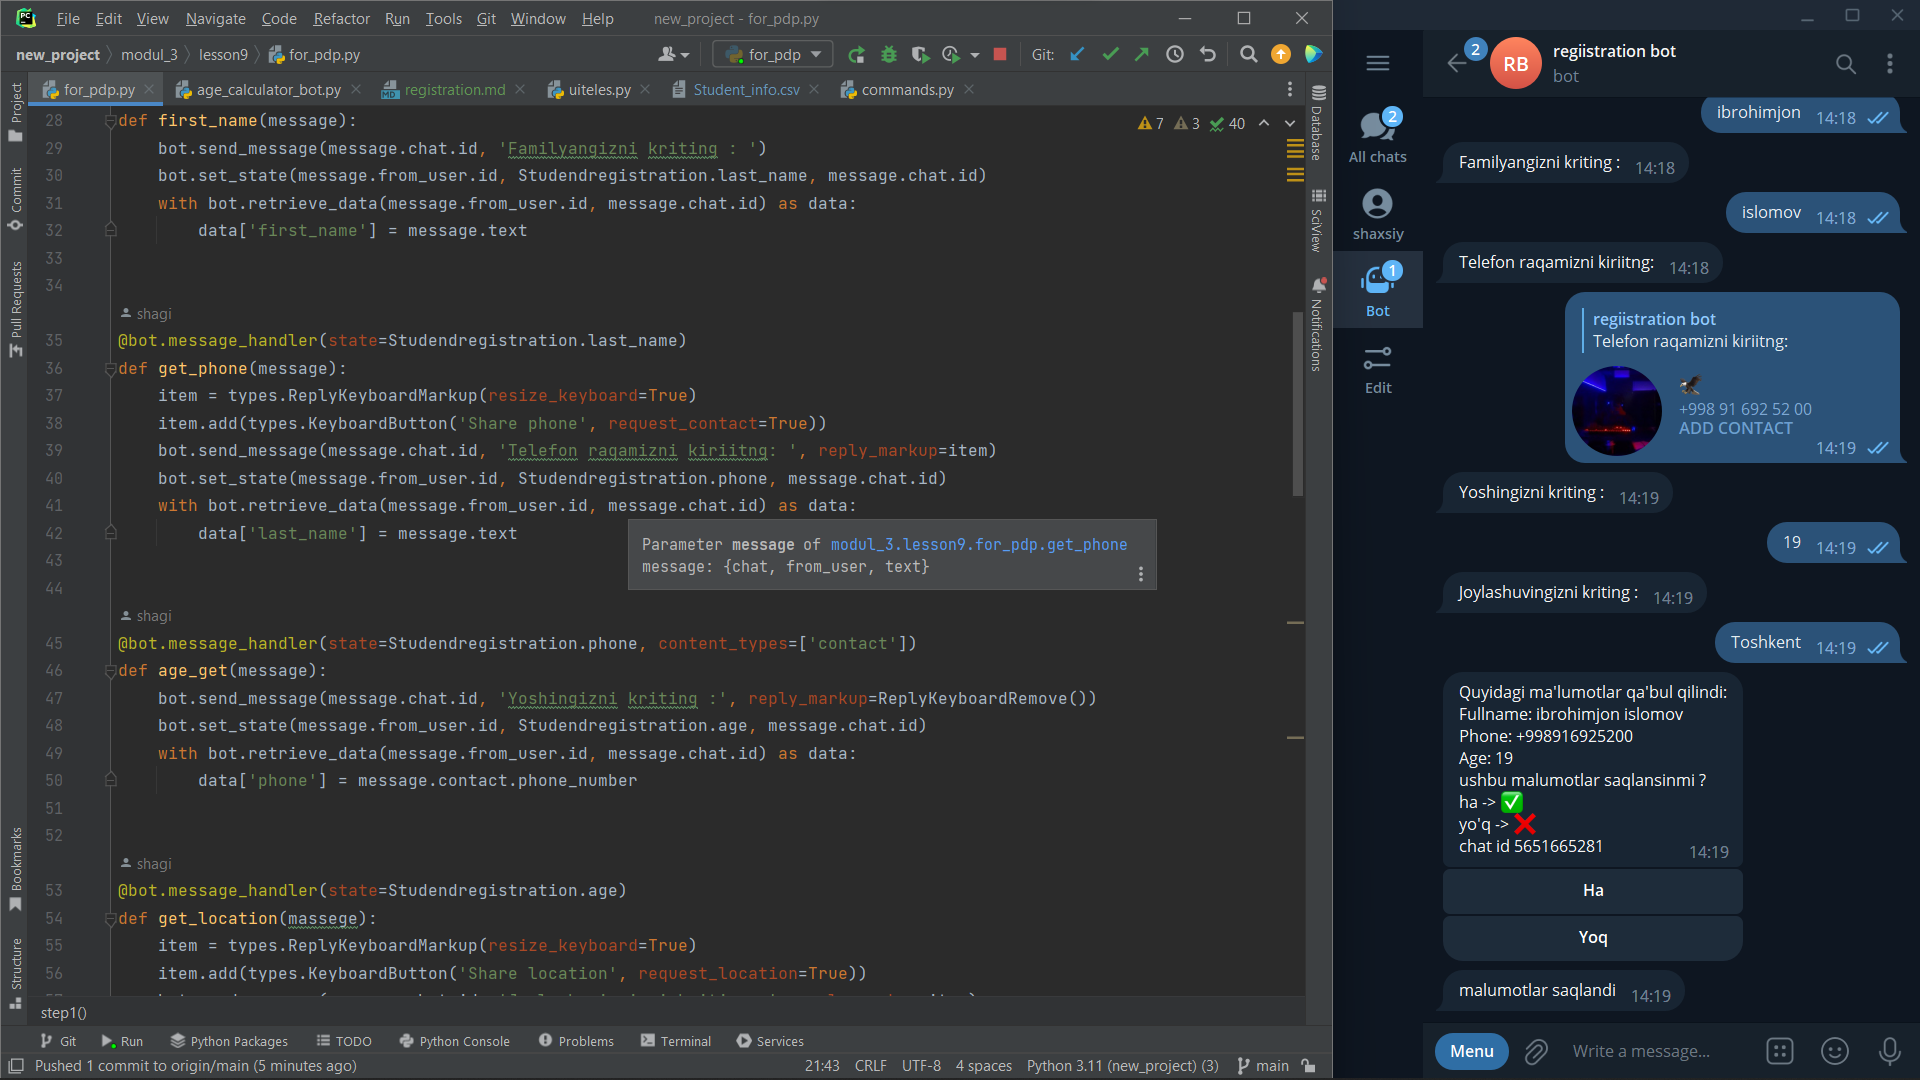 File Edit View Navigate Code Refactor Run Tools Git Window Help new_project - for_pdp.py
new_project modul_3 lesson9 for_pdp.py for_pdp Git:
for_pdp.py age_calculator_bot.py registration.md uiteles.py Student_info.csv commands.py
Project
Commit
Pull Requests
Bookmarks
Structure
7 3 40
28 def first_name(message):
29 bot.send_message(message.chat.id, 'Familyangizni kriting : ')
30 bot.set_state(message.from_user.id, Studendregistration.last_name, message.chat.id)
31 with bot.retrieve_data(message.from_user.id, message.chat.id) as data:
32 data['first_name'] = message.text
33
34
shagi
35 @bot.message_handler(state=Studendregistration.last_name)
36 def get_phone(message):
37 item = types.ReplyKeyboardMarkup(resize_keyboard=True)
38 item.add(types.KeyboardButton('Share phone', request_contact=True))
39 bot.send_message(message.chat.id, 'Telefon raqamizni kiriitng: ', reply_markup=item)
40 bot.set_state(message.from_user.id, Studendregistration.phone, message.chat.id)
41 with bot.retrieve_data(message.from_user.id, message.chat.id) as data:
42 data['last_name'] = message.text
43
44
Parameter message of modul_3.lesson9.for_pdp.get_phone
message: {chat, from_user, text}
shagi
45 @bot.message_handler(state=Studendregistration.phone, content_types=['contact'])
46 def age_get(message):
47 bot.send_message(message.chat.id, 'Yoshingizni kriting :', reply_markup=ReplyKeyboardRemove())
48 bot.set_state(message.from_user.id, Studendregistration.age, message.chat.id)
49 with bot.retrieve_data(message.from_user.id, message.chat.id) as data:
50 data['phone'] = message.contact.phone_number
51
52
shagi
53 @bot.message_handler(state=Studendregistration.age)
54 def get_location(massege):
55 item = types.ReplyKeyboardMarkup(resize_keyboard=True)
56 item.add(types.KeyboardButton('Share location', request_location=True))
step1()
Database
SciView
Notifications
Git Run Python Packages TODO Python Console Problems Terminal Services
Pushed 1 commit to origin/main (5 minutes ago) 21:43 CRLF UTF-8 4 spaces Python 3.11 (new_project) (3) main
2
All chats
shaxsiy
1
Bot
Edit
2
RB
regiistration bot
bot
ibrohimjon 14:18
Familyangizni kriting : 14:18
islomov 14:18
Telefon raqamizni kiriitng: 14:18
regiistration bot
Telefon raqamizni kiriitng:
+998 91 692 52 00
ADD CONTACT
14:19
Yoshingizni kriting : 14:19
19 14:19
Joylashuvingizni kriting : 14:19
Toshkent 14:19
Quyidagi ma'lumotlar qa'bul qilindi:
Fullname: ibrohimjon islomov
Phone: +998916925200
Age: 19
ushbu malumotlar saqlansinmi ?
ha -> ✅
yo'q -> ❌
chat id 5651665281 14:19
Ha
Yoq
malumotlar saqlandi 14:19
Menu Write a message...